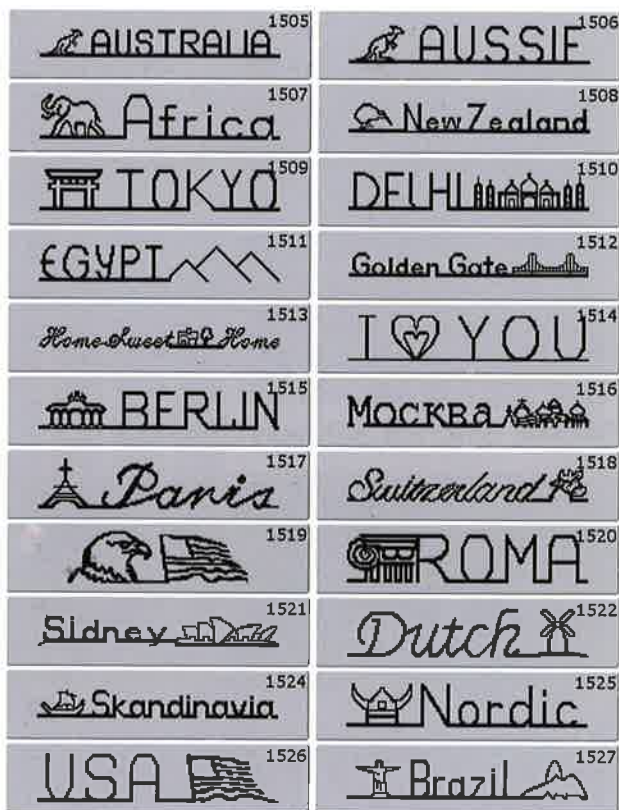 1505
AUSTRALIA
1506
AUSSIE
1507
Africa
1508
New Zealand
1509
TOKYO
1510
DELHI
1511
EGYPT
1512
Golden Gate
1513
Home Sweet Home
1514
I YOU
1515
BERLIN
1516
Москва
1517
Paris
1518
Switzerland
1519
1520
ROMA
1521
Sidney
1522
Dutch
1524
Skandinavia
1525
Nordic
1526
USA
1527
Brazil